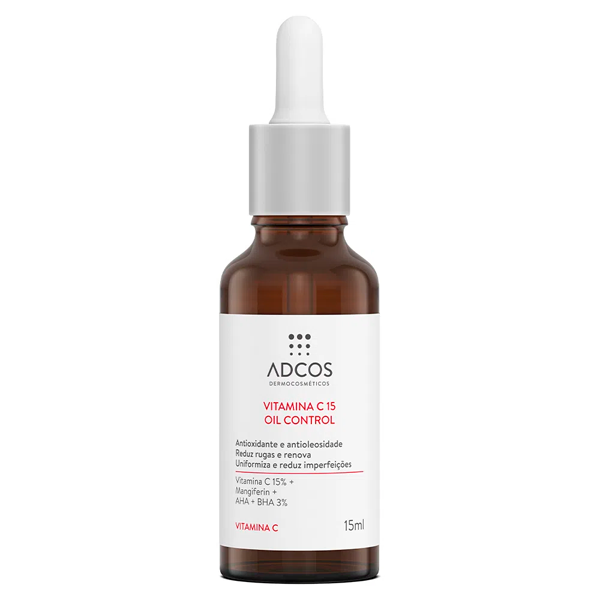 ADCOS
DERMOCOSMÉTICOS
VITAMINA C 15
OIL CONTROL
Antioxidante e antioleosidade
Reduz rugas e renova
Uniformiza e reduz imperfeições
Vitamina C 15% +
Mangiferin +
AHA + BHA 3%
VITAMINA C
15ml